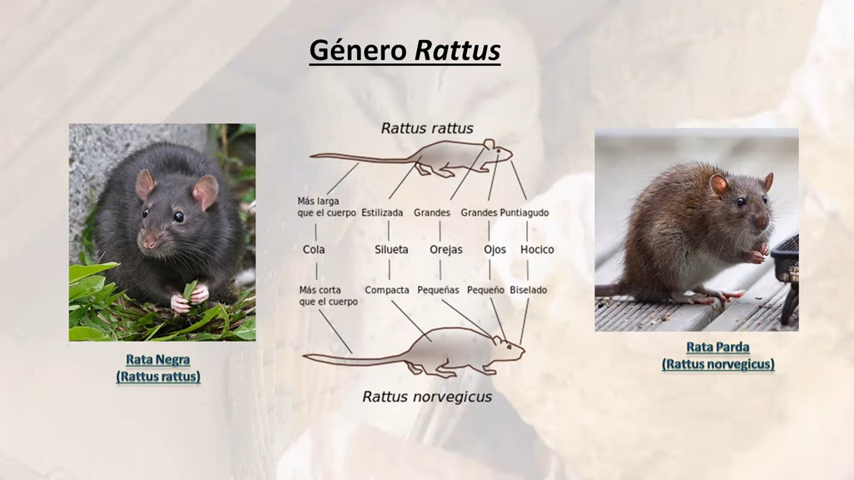 Género Rattus
Rattus rattus
Más larga
que el cuerpo Estilizada Grandes Grandes Puntiagudo
Cola Silueta Orejas Ojos Hocico
Más corta
que el cuerpo Compacta Pequeñas Pequeño Biselado
Rattus norvegicus
Rata Negra
(Rattus rattus)
Rata Parda
(Rattus norvegicus)